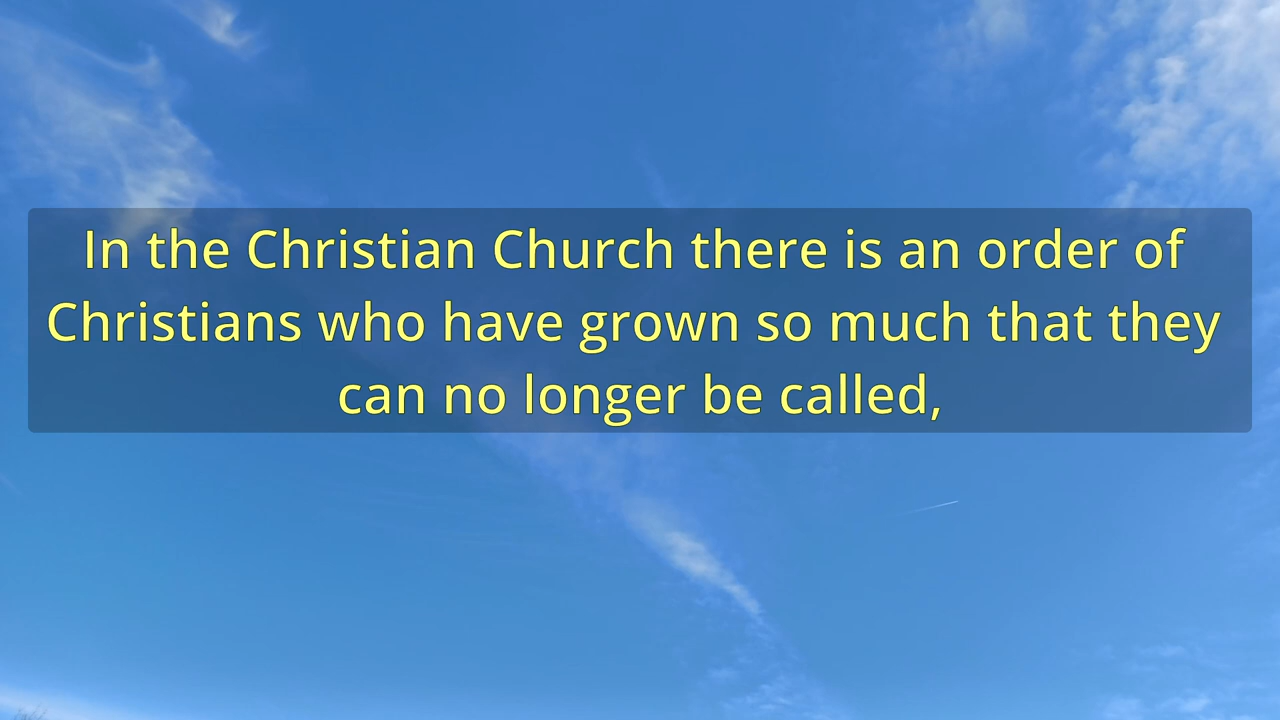 In the Christian Church there is an order of
Christians who have grown so much that they
can no longer be called,